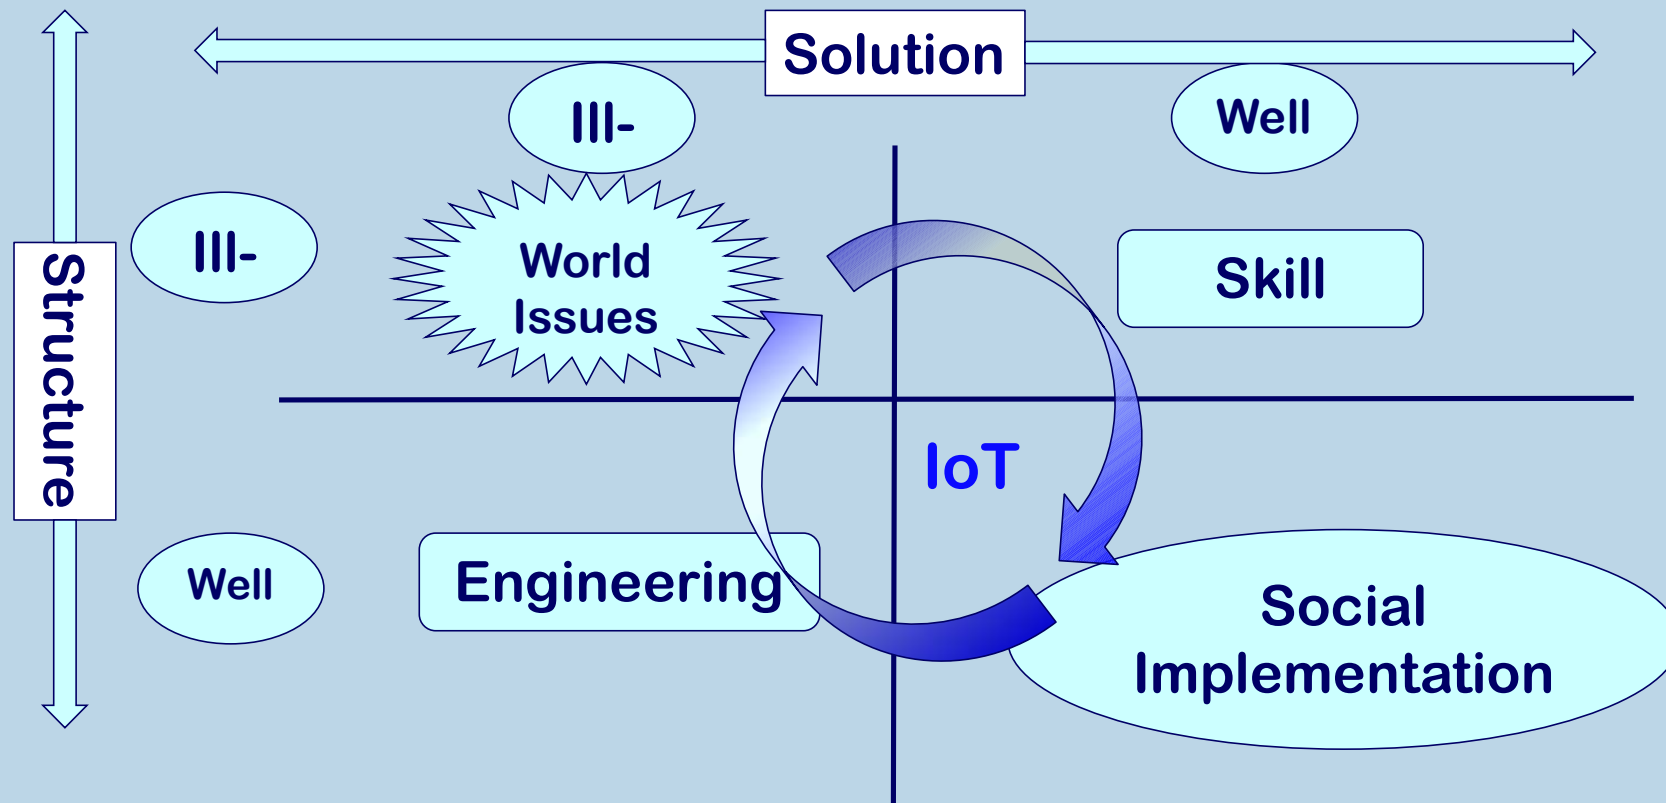 Solution
Ill-
Well
Ill-
World
Issues
Skill
Structure
IoT
Well
Engineering
Social
Implementation